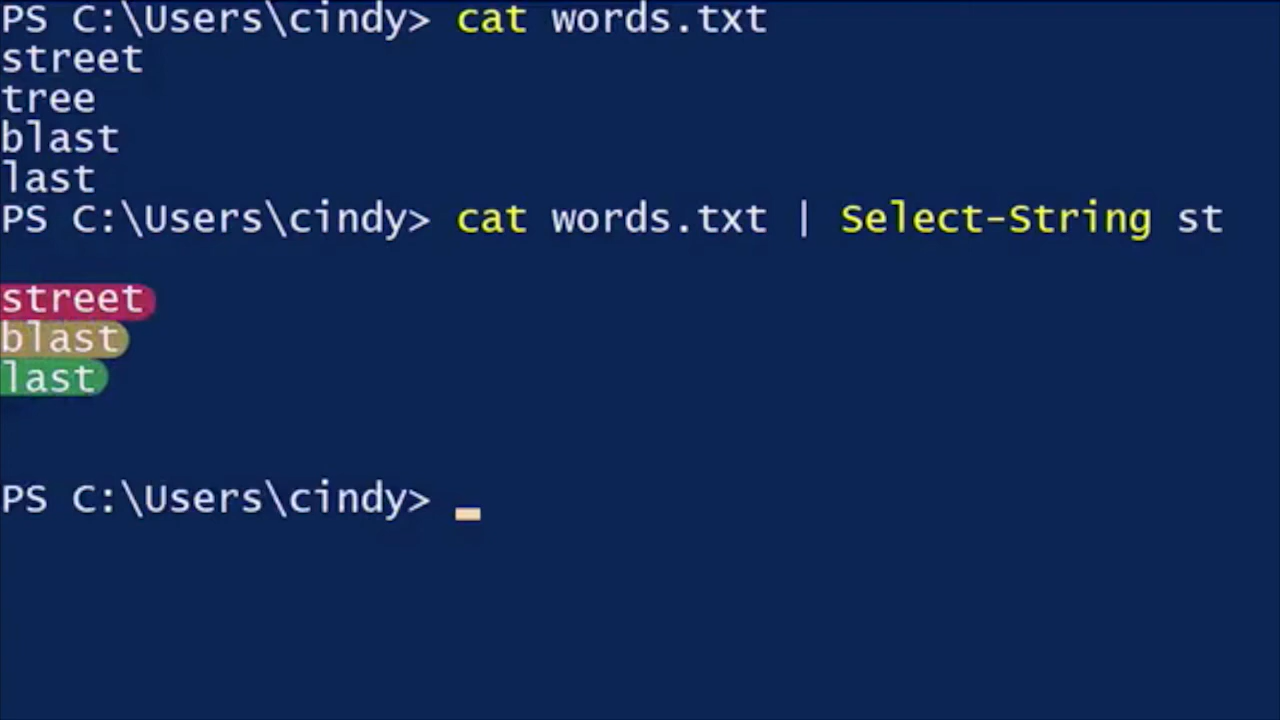 PS C:\Users\cindy> cat words.txt
street
tree
blast
last
PS C:\Users\cindy> cat words.txt | Select-String st
street
blast
last
PS C:\Users\cindy>